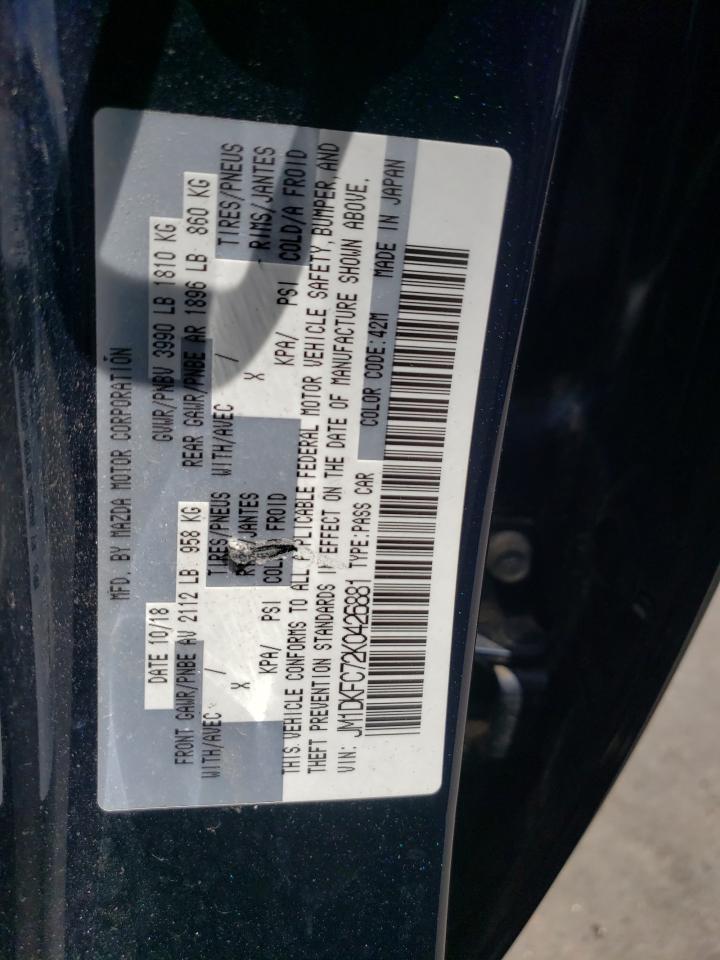 MFD. BY MAZDA MOTOR CORPORATION
DATE 10/18 GVWR/PNBV 3990 LB 1810 KG
FRONT GAWR/PNBE AV 2112 LB 958 KG REAR GAWR/PNBE AR 1896 LB 860 KG
WITH/AVEC TIRES/PNEUS WITH/AVEC / TIRES/PNEUS
X /JANTES X RIMS/JANTES
KPA/ PSI COL FROID KPA/ PSI COLD/A FROID
THIS VEHICLE CONFORMS TO ALL PLICABLE FEDERAL MOTOR VEHICLE SAFETY, BUMPER, AND
THEFT PREVENTION STANDARDS I EFFECT ON THE DATE OF MANUFACTURE SHOWN ABOVE.
VIN: JM1DKFC72K0426881 TYPE:PASS CAR COLOR CODE:42M MADE IN JAPAN